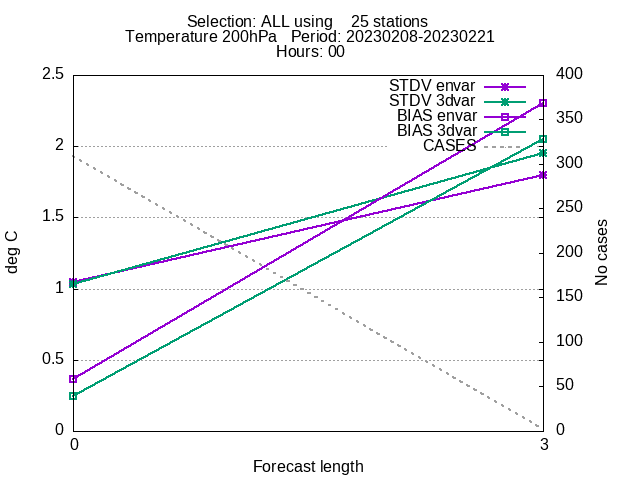 Selection: ALL using    25 stations
Temperature 200hPa   Period: 20230208-20230221
Hours: 00
2.5
2
1.5
1
0.5
0
deg C
400
350
300
250
200
150
100
50
0
No cases
STDV envar
STDV 3dvar
BIAS envar
BIAS 3dvar
CASES
0
3
Forecast length